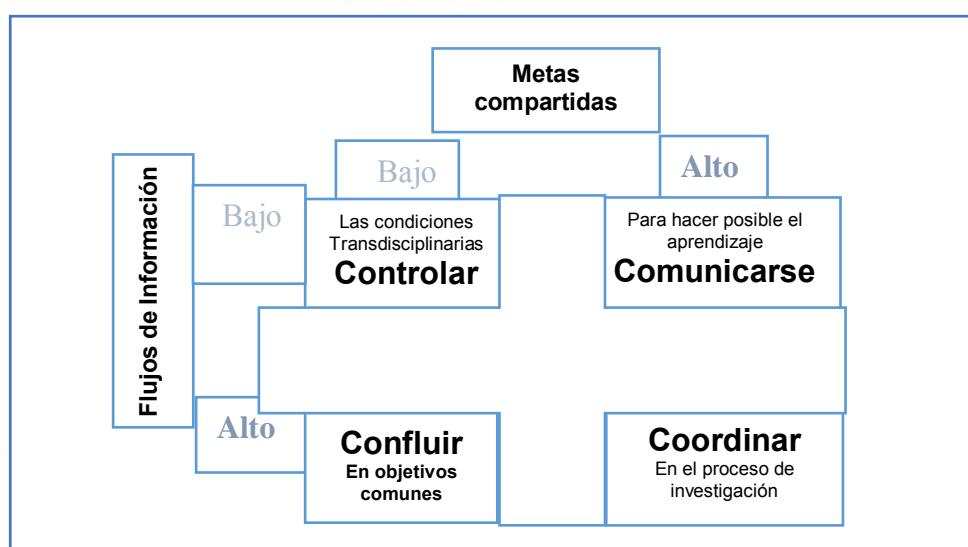 Metas
compartidas
Bajo
Alto
Flujos de Información
Bajo
Las condiciones
Transdisciplinarias
Controlar
Para hacer posible el
aprendizaje
Comunicarse
Alto
Confluir
En objetivos
comunes
Coordinar
En el proceso de
investigación